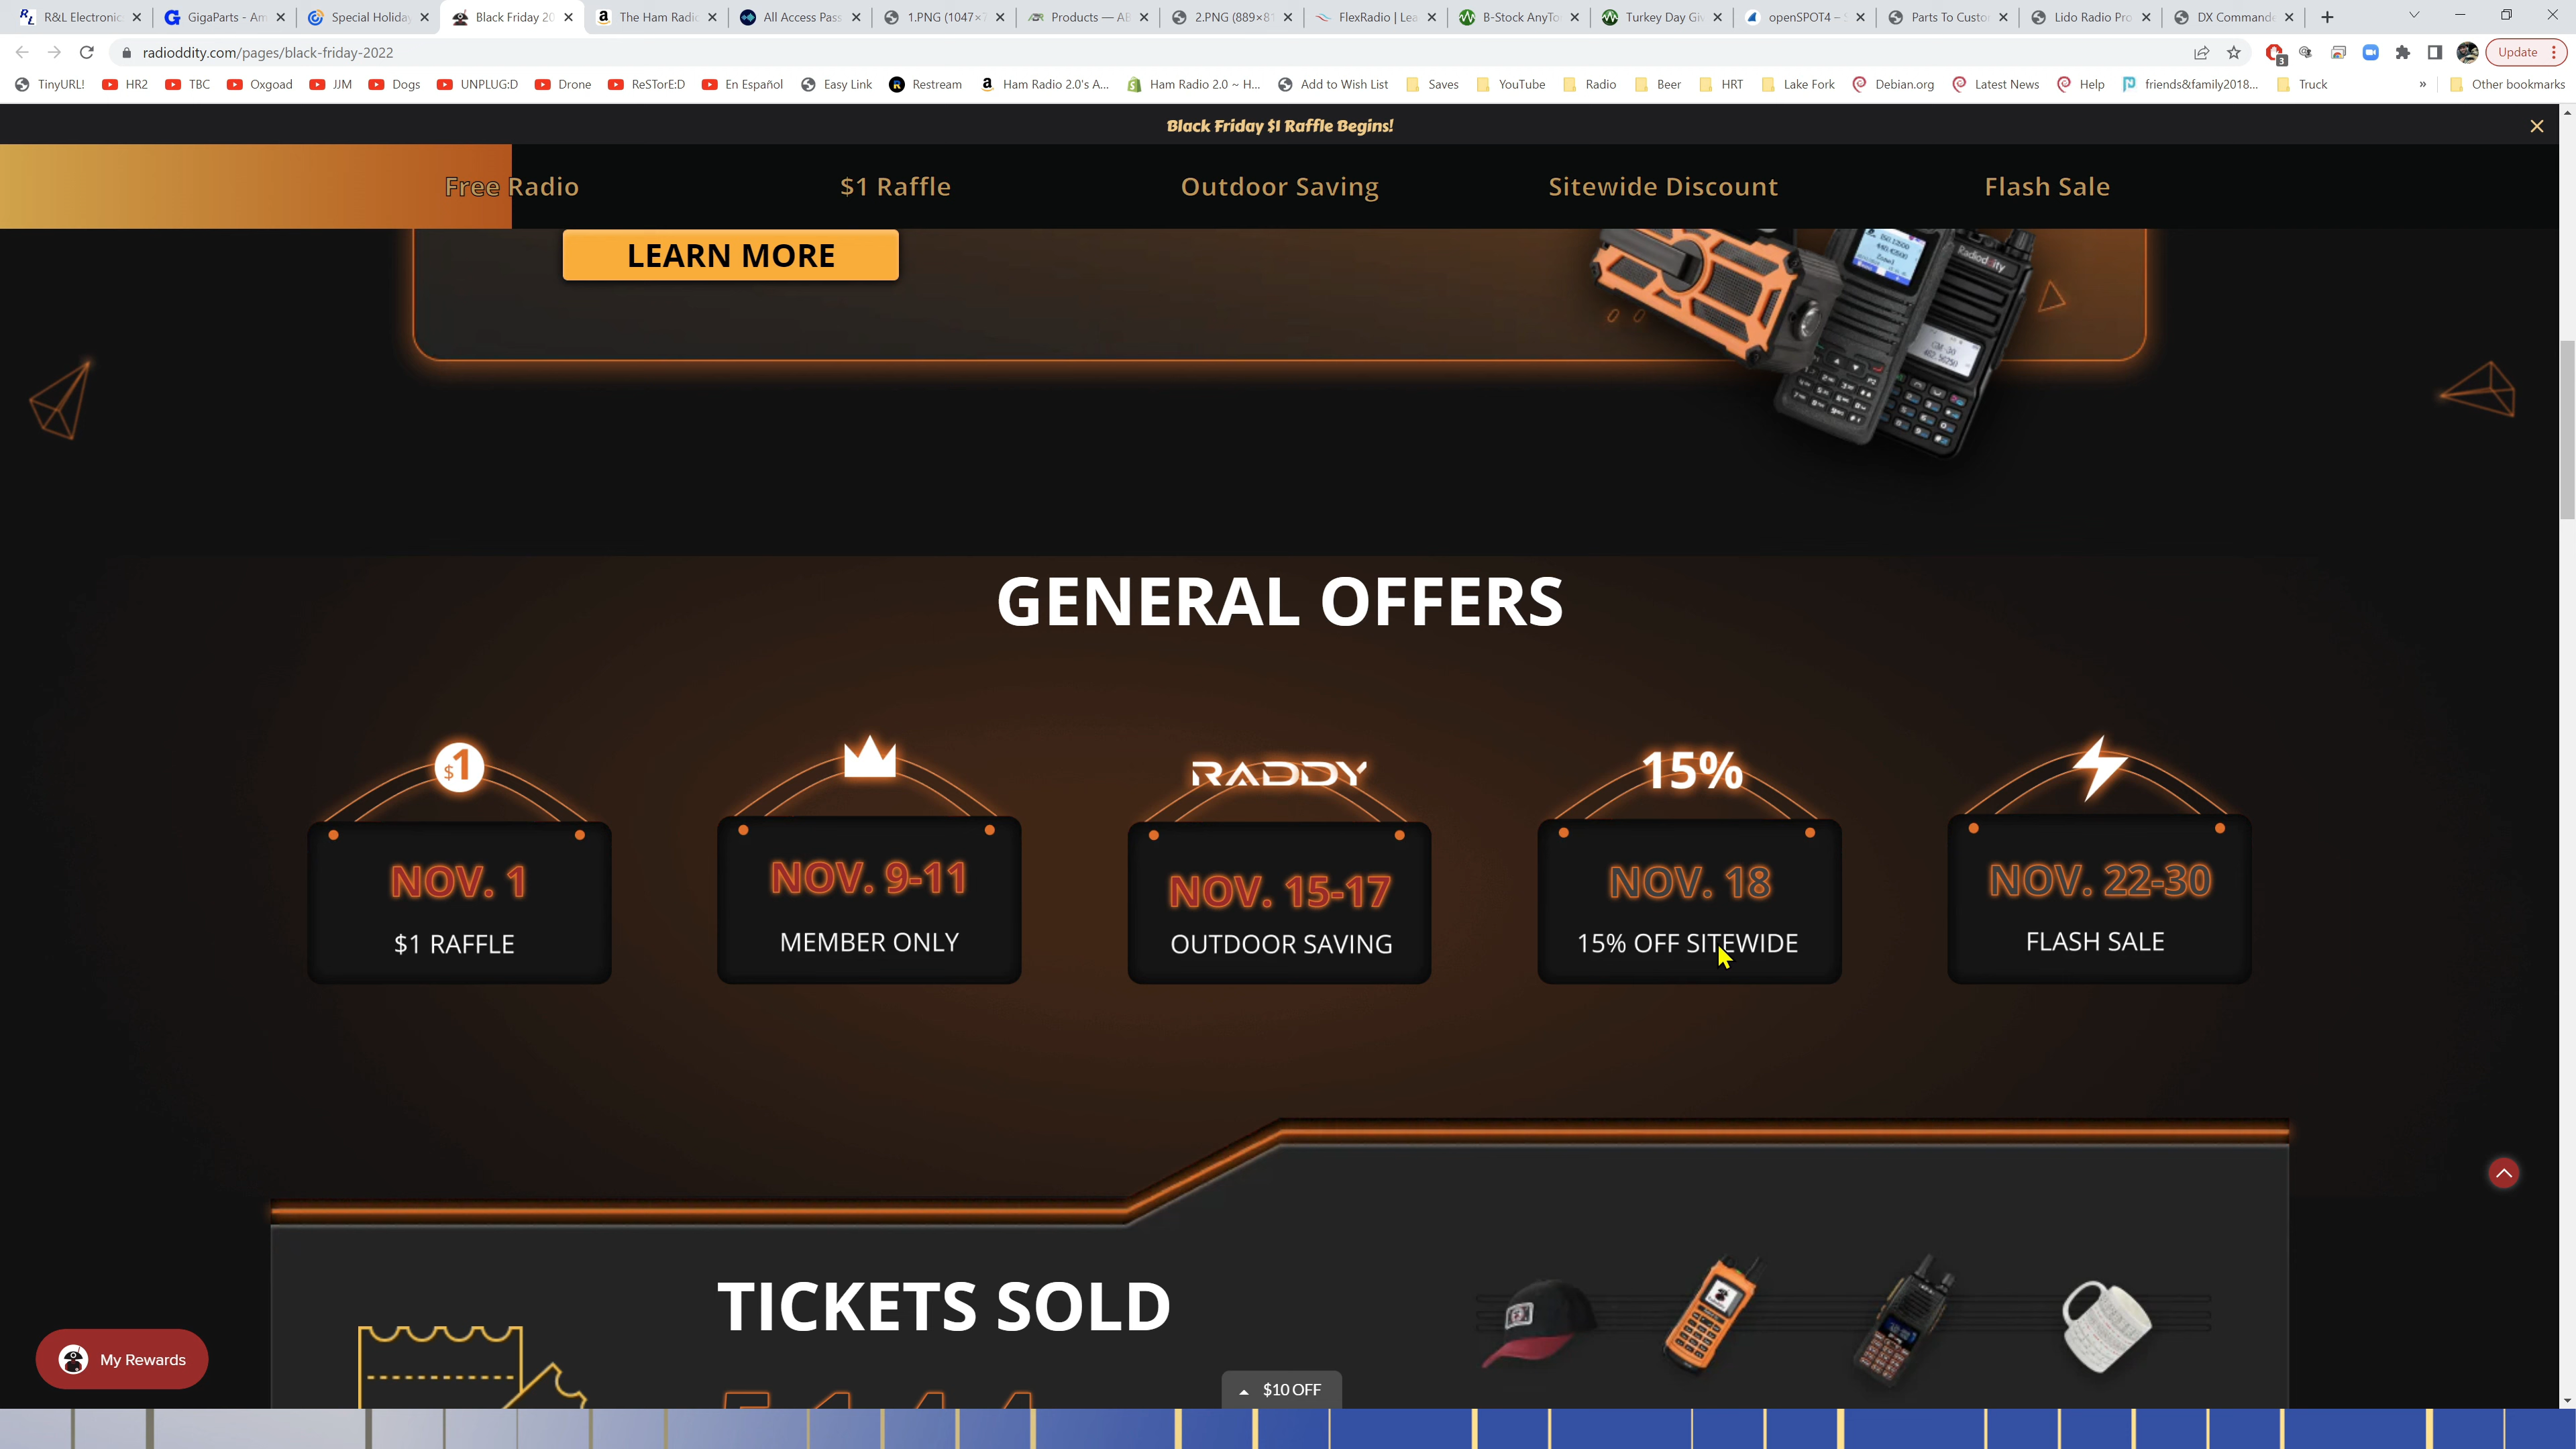 R&L Electronic
GigaParts - Am
Special Holiday
Black Friday 20
The Ham Radi
All Access Pass
1.PNG (1047×7
Products — AB
2.PNG (889×81
FlexRadio | Lea
B-Stock AnyTo
Turkey Day Gi
openSPOT4 – S
Parts To Custo
Lido Radio Pro
DX Command
radioddity.com/pages/black-friday-2022
3
Update
TinyURL!
HR2
TBC
Oxgoad
JJM
Dogs
UNPLUG:D
Drone
ReSTorE:D
En Español
Easy Link
Restream
Ham Radio 2.0's A...
Ham Radio 2.0 ~ H...
Add to Wish List
Saves
YouTube
Radio
Beer
HRT
Lake Fork
Debian.org
Latest News
Help
friends&family2018...
Truck
»
Other bookmarks
Black Friday $1 Raffle Begins!
Free Radio
$1 Raffle
Outdoor Saving
Sitewide Discount
Flash Sale
LEARN MORE
Radioddity
GENERAL OFFERS
$1
RADDY
15%
NOV. 1
NOV. 9-11
NOV. 15-17
NOV. 18
NOV. 22-30
$1 RAFFLE
MEMBER ONLY
OUTDOOR SAVING
15% OFF SITEWIDE
FLASH SALE
TICKETS SOLD
My Rewards
$10 OFF